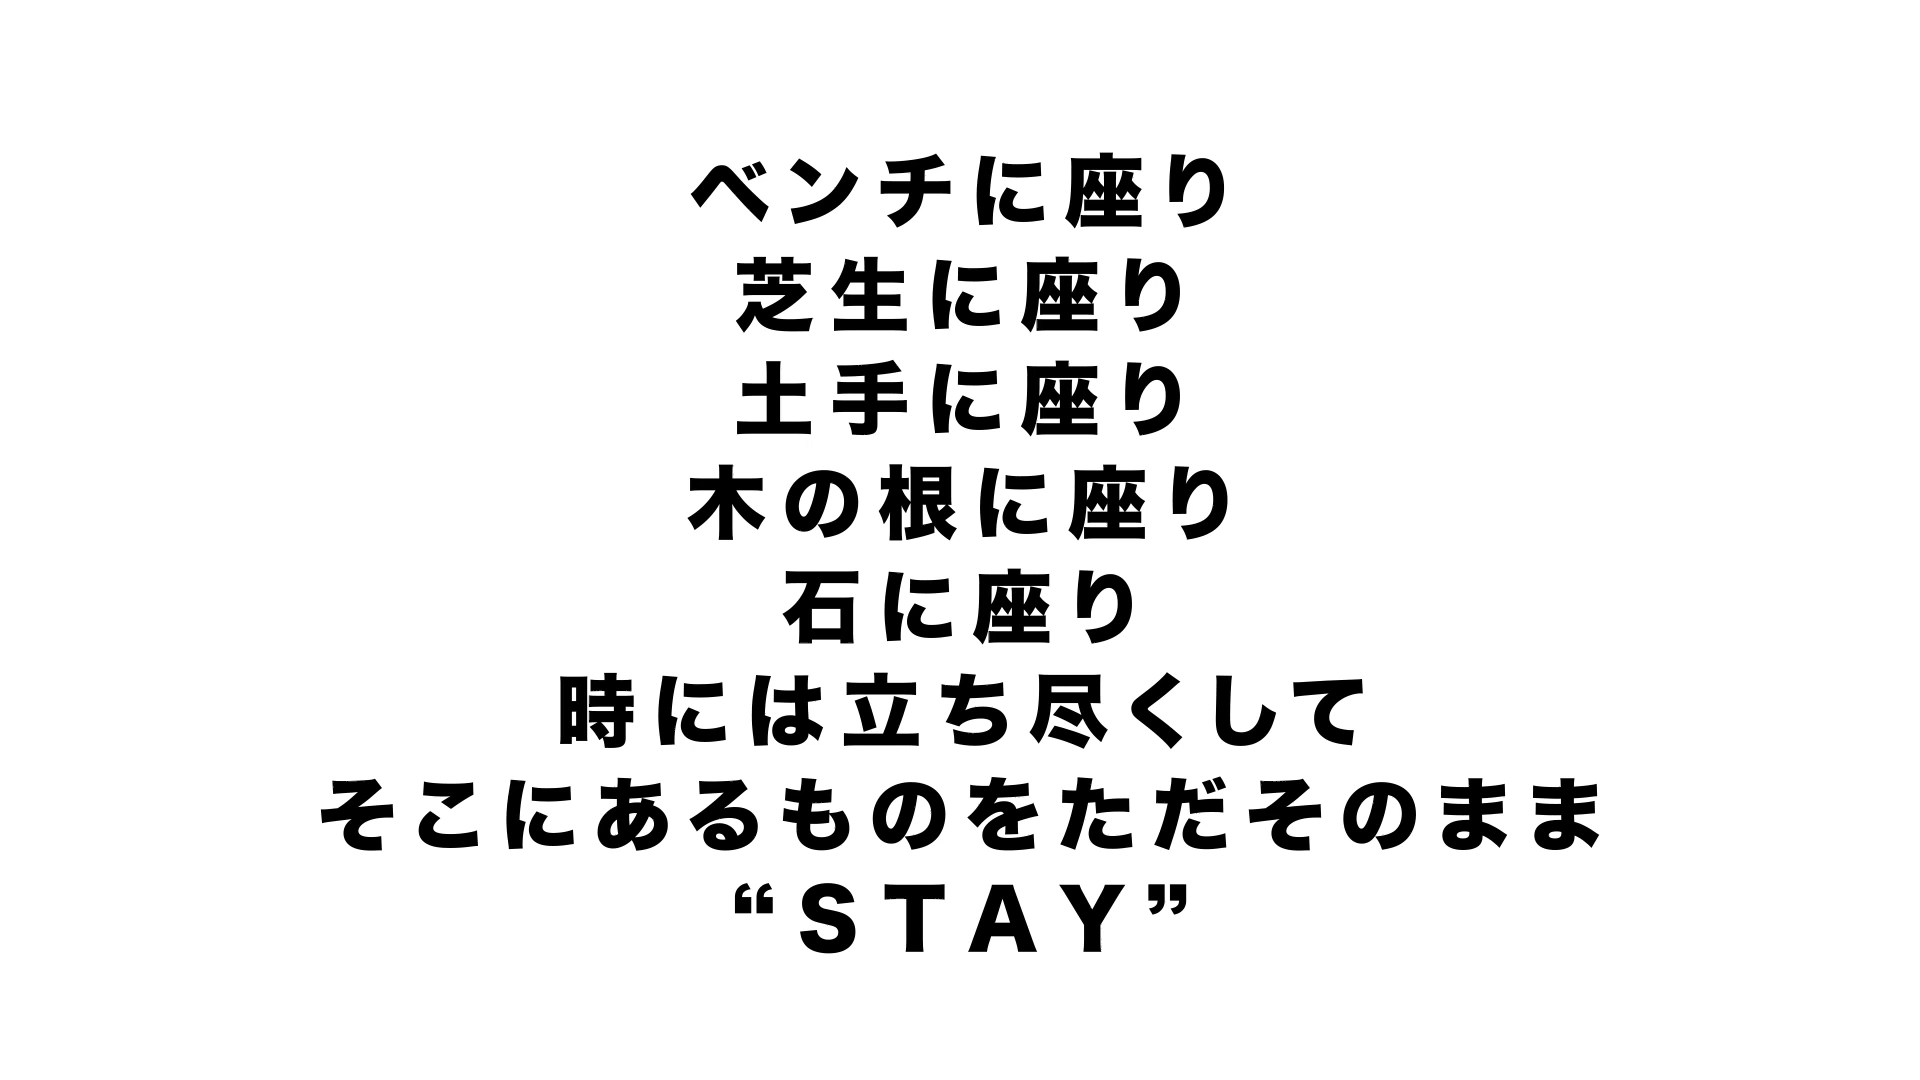 ベンチに座り
芝生に座り
土手に座り
木の根に座り
石に座り
時には立ち尽くして
そこにあるものをただそのまま
“STAY”